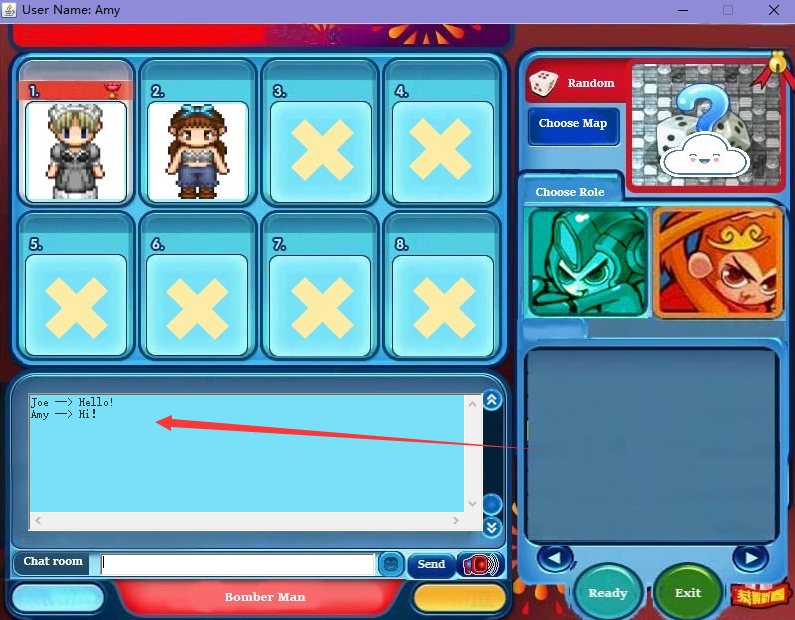 User Name: Amy
1.
2.
3.
4.
5.
6.
7.
8.
Random
Choose Map
Choose Role
Joe --> Hello!
Amy --> Hi!
Chat room
Send
Bomber Man
Ready
Exit